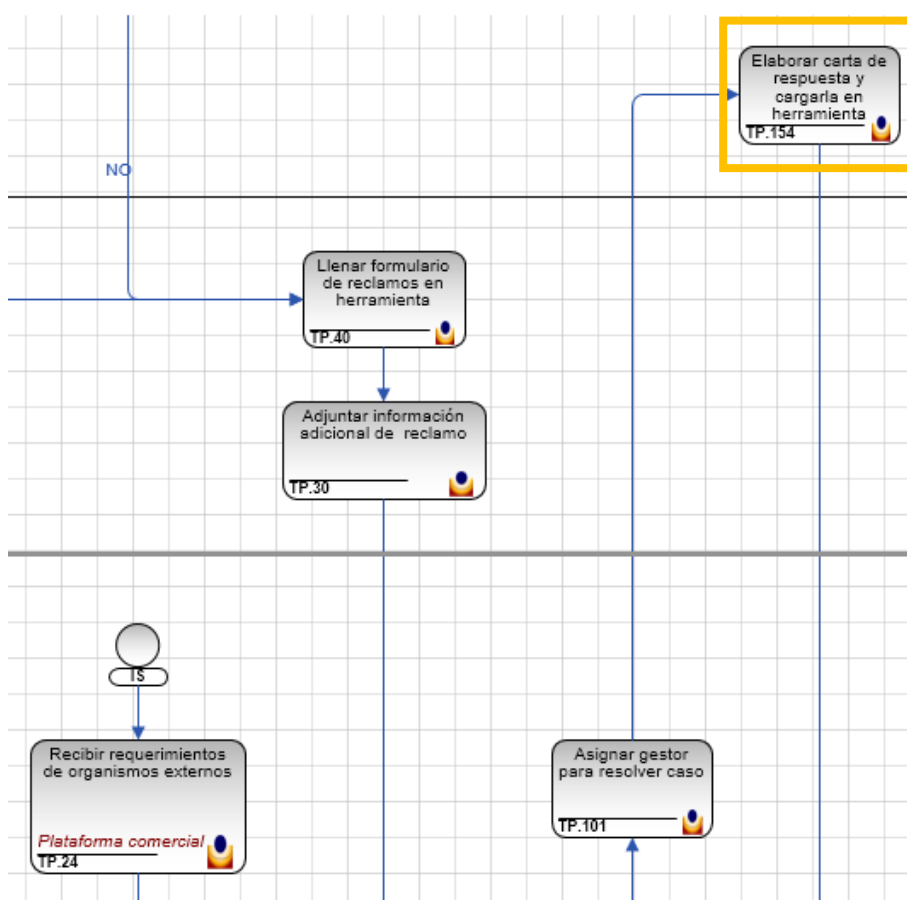 Elaborar carta de
respuesta y
cargarla en
herramienta
TP.154
NO
Llenar formulario
de reclamos en
herramienta
TP.40
Adjuntar información
adicional de reclamo
TP.30
TS
Recibir requerimientos
de organismos externos
Plataforma comercial
TP.24
Asignar gestor
para resolver caso
TP.101